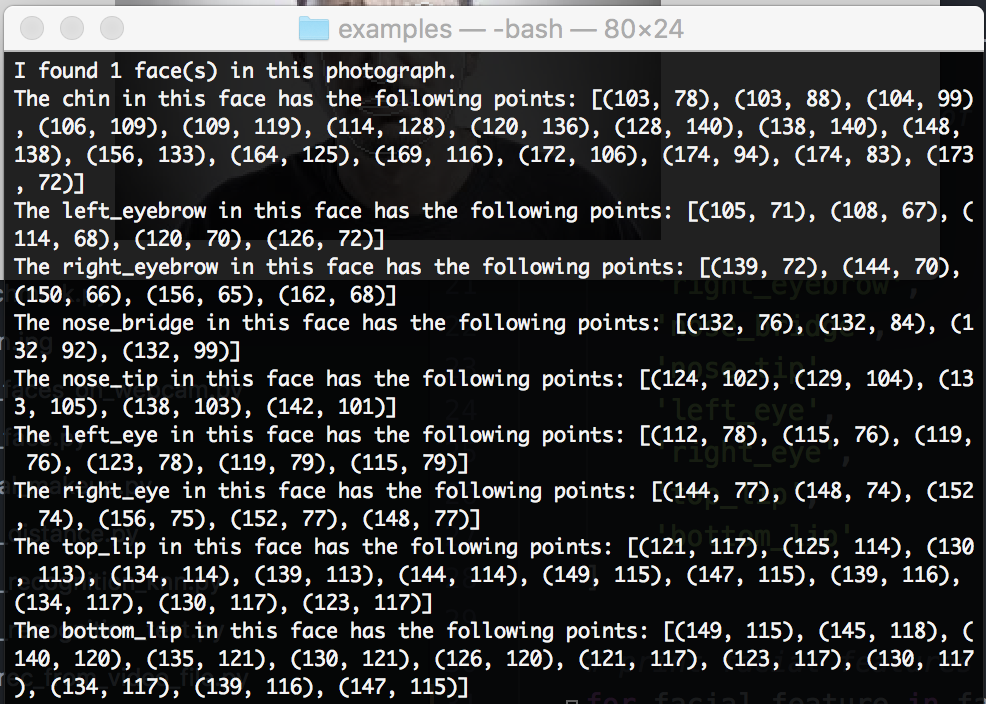 examples — -bash — 80×24
I found 1 face(s) in this photograph.
The chin in this face has the following points: [(103, 78), (103, 88), (104, 99)
, (106, 109), (109, 119), (114, 128), (120, 136), (128, 140), (138, 140), (148,
138), (156, 133), (164, 125), (169, 116), (172, 106), (174, 94), (174, 83), (173
, 72)]
The left_eyebrow in this face has the following points: [(105, 71), (108, 67), (
114, 68), (120, 70), (126, 72)]
The right_eyebrow in this face has the following points: [(139, 72), (144, 70),
(150, 66), (156, 65), (162, 68)]
The nose_bridge in this face has the following points: [(132, 76), (132, 84), (1
32, 92), (132, 99)]
The nose_tip in this face has the following points: [(124, 102), (129, 104), (13
3, 105), (138, 103), (142, 101)]
The left_eye in this face has the following points: [(112, 78), (115, 76), (119,
 76), (123, 78), (119, 79), (115, 79)]
The right_eye in this face has the following points: [(144, 77), (148, 74), (152
, 74), (156, 75), (152, 77), (148, 77)]
The top_lip in this face has the following points: [(121, 117), (125, 114), (130
, 113), (134, 114), (139, 113), (144, 114), (149, 115), (147, 115), (139, 116),
(134, 117), (130, 117), (123, 117)]
The bottom_lip in this face has the following points: [(149, 115), (145, 118), (
140, 120), (135, 121), (130, 121), (126, 120), (121, 117), (123, 117), (130, 117
), (134, 117), (139, 116), (147, 115)]
'right_eyebrow',
'left_eye',
'right_eye',
'bottom_lip'
for facial_feature in